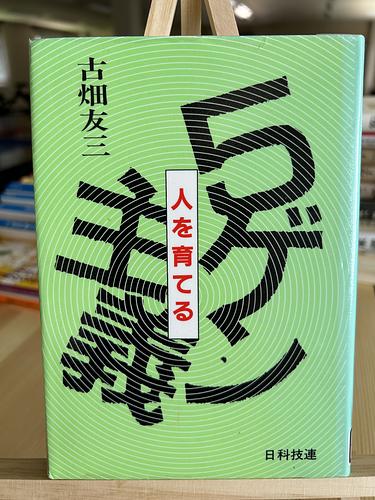 古畑友三
5ゲン
主義
人を育てる
日科技連